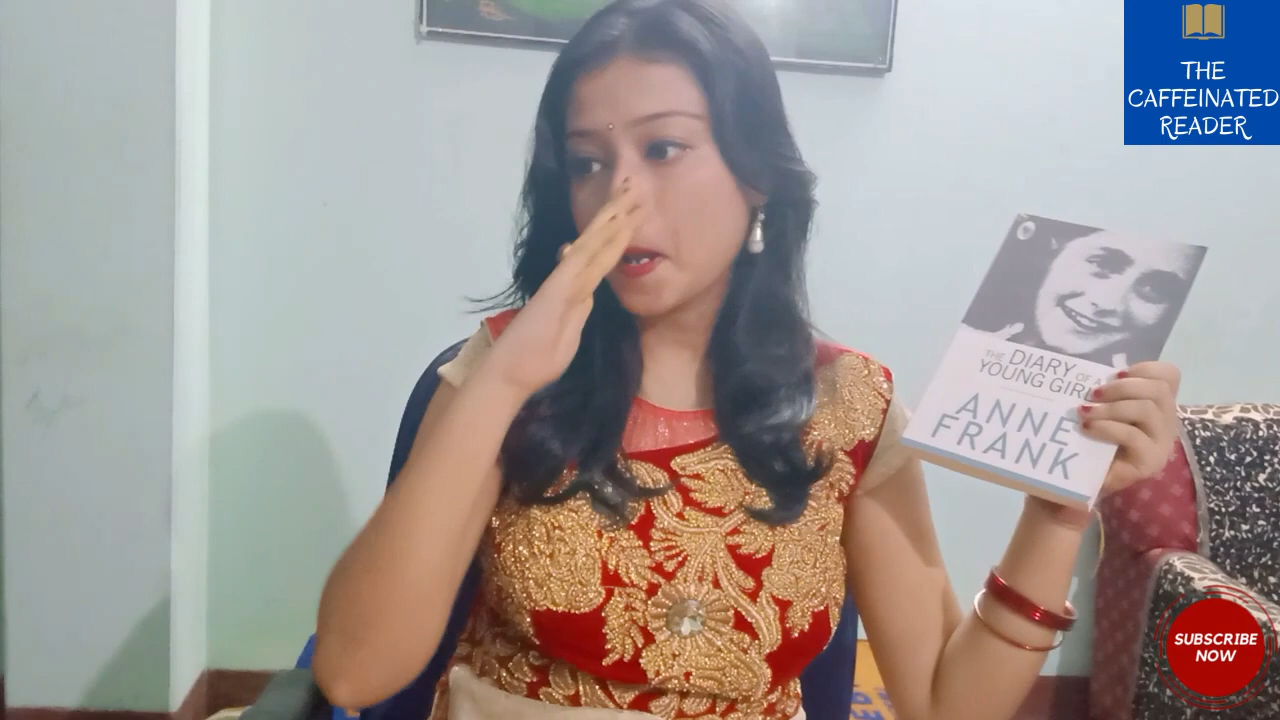 THE
CAFFEINATED
READER
THE DIARY OF A
YOUNG GIRL
ANNE
FRANK
SUBSCRIBE
NOW